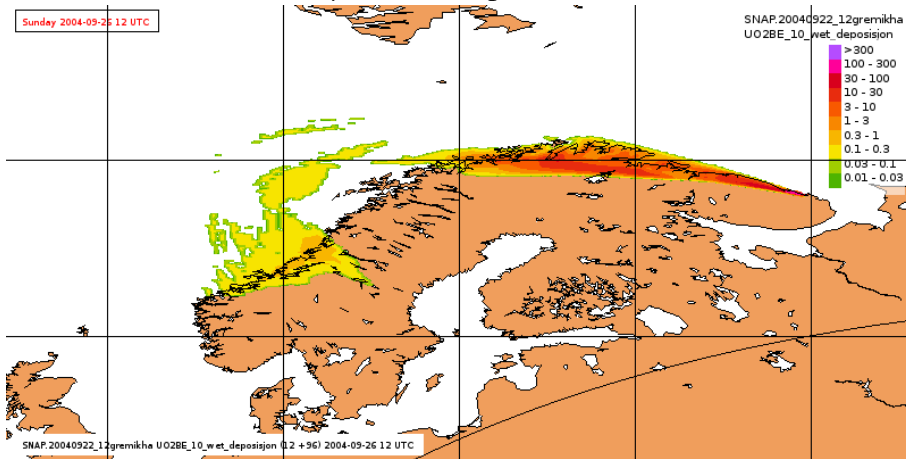 Sunday 2004-09-26 12 UTC
SNAP.20040922_12gremikha
UO2BE_10_wet_deposisjon
>300
100 - 300
30 - 100
10 - 30
3 - 10
1 - 3
0.3 - 1
0.1 - 0.3
0.03 - 0.1
0.01 - 0.03
SNAP.20040922_12gremikha UO2BE_10_wet_deposisjon (12 +96) 2004-09-26 12 UTC